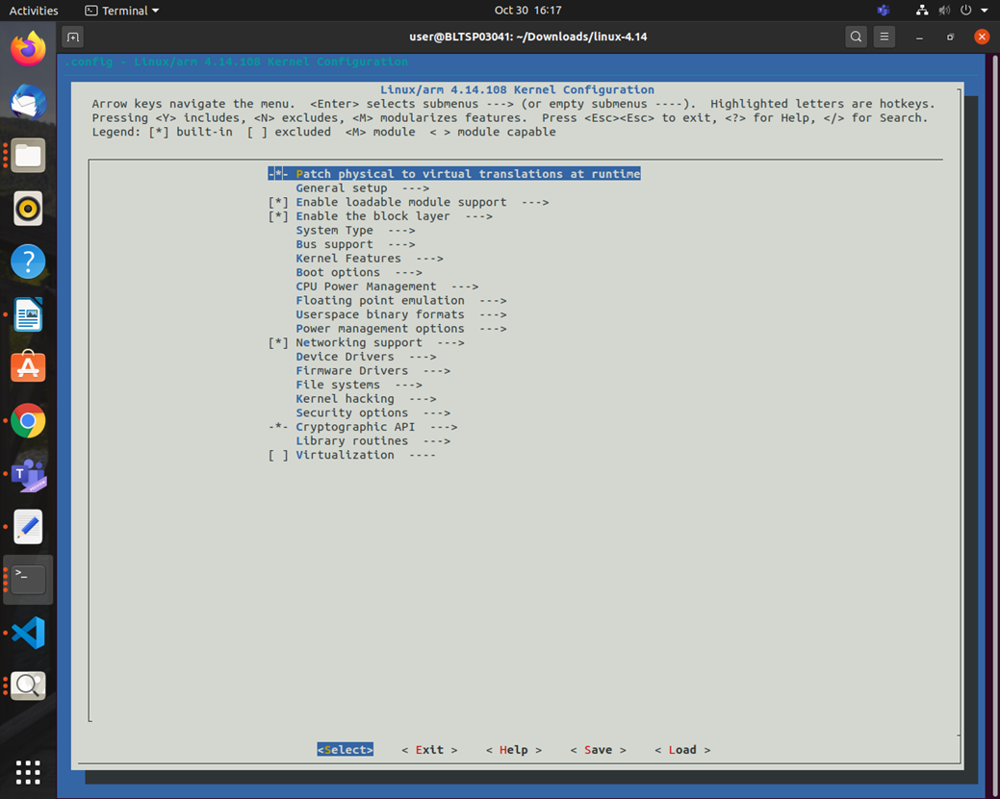 Activities Terminal Oct 30 16:17
user@BLTSP03041: ~/Downloads/linux-4.14
.config - Linux/arm 4.14.108 Kernel Configuration
Linux/arm 4.14.108 Kernel Configuration
Arrow keys navigate the menu. <Enter> selects submenus ---> (or empty submenus ----). Highlighted letters are hotkeys.
Pressing <Y> includes, <N> excludes, <M> modularizes features. Press <Esc><Esc> to exit, <?> for Help, </> for Search.
Legend: [*] built-in [ ] excluded <M> module < > module capable
-*- Patch physical to virtual translations at runtime
General setup --->
[*] Enable loadable module support --->
[*] Enable the block layer --->
System Type --->
Bus support --->
Kernel Features --->
Boot options --->
CPU Power Management --->
Floating point emulation --->
Userspace binary formats --->
Power management options --->
[*] Networking support --->
Device Drivers --->
Firmware Drivers --->
File systems --->
Kernel hacking --->
Security options --->
-*- Cryptographic API --->
Library routines --->
[ ] Virtualization ----
<Select> < Exit > < Help > < Save > < Load >